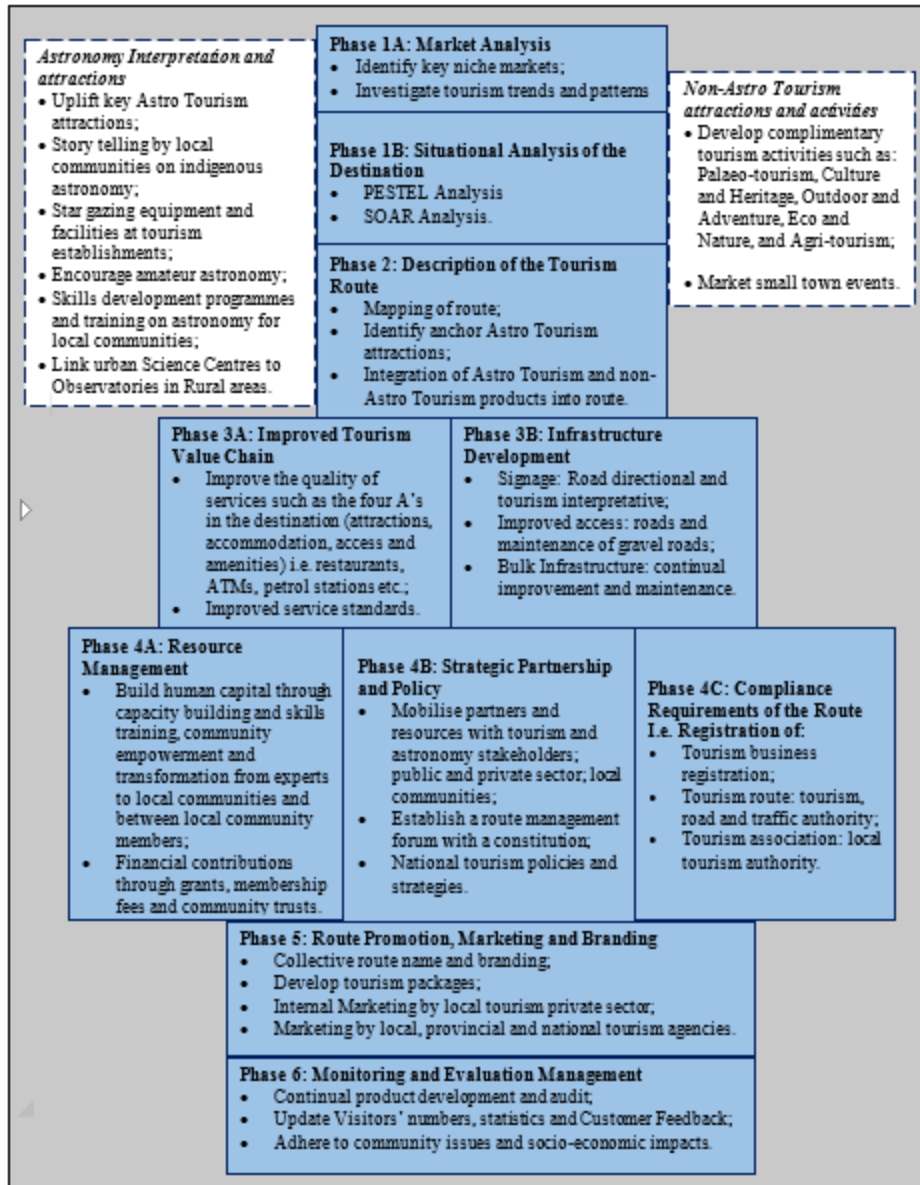 Astronomy Interpretation and
attractions
• Uplift key Astro Tourism
attractions;
• Story telling by local
communities on indigenous
astronomy;
• Star gazing equipment and
facilities at tourism
establishments;
• Encourage amateur astronomy;
• Skills development programmes
and training on astronomy for
local communities;
• Link urban Science Centres to
Observatories in Rural areas.
Phase 1A: Market Analysis
• Identify key niche markets;
• Investigate tourism trends and patterns
Phase 1B: Situational Analysis of the
Destination
• PESTEL Analysis
• SOAR Analysis.
Phase 2: Description of the Tourism
Route
• Mapping of route;
• Identify anchor Astro Tourism
attractions;
• Integration of Astro Tourism and non-
Astro Tourism products into route.
Non-Astro Tourism
attractions and activities
• Develop complimentary
tourism activities such as:
Palaeo-tourism, Culture
and Heritage, Outdoor and
Adventure, Eco and
Nature, and Agri-tourism;
• Market small town events.
Phase 3A: Improved Tourism
Value Chain
• Improve the quality of
services such as the four A's
in the destination (attractions,
accommodation, access and
amenities) i.e. restaurants,
ATMs, petrol stations etc.;
• Improved service standards.
Phase 3B: Infrastructure
Development
• Signage: Road directional and
tourism interpretative;
• Improved access: roads and
maintenance of gravel roads;
• Bulk Infrastructure: continual
improvement and maintenance.
Phase 4A: Resource
Management
• Build human capital through
capacity building and skills
training, community
empowerment and
transformation from experts
to local communities and
between local community
members;
• Financial contributions
through grants, membership
fees and community trusts.
Phase 4B: Strategic Partnership
and Policy
• Mobilise partners and
resources with tourism and
astronomy stakeholders;
public and private sector; local
communities;
• Establish a route management
forum with a constitution;
• National tourism policies and
strategies.
Phase 4C: Compliance
Requirements of the Route
I.e. Registration of:
• Tourism business
registration;
• Tourism route: tourism,
road and traffic authority;
• Tourism association: local
tourism authority.
Phase 5: Route Promotion, Marketing and Branding
• Collective route name and branding;
• Develop tourism packages;
• Internal Marketing by local tourism private sector;
• Marketing by local, provincial and national tourism agencies.
Phase 6: Monitoring and Evaluation Management
• Continual product development and audit;
• Update Visitors' numbers, statistics and Customer Feedback;
• Adhere to community issues and socio-economic impacts.